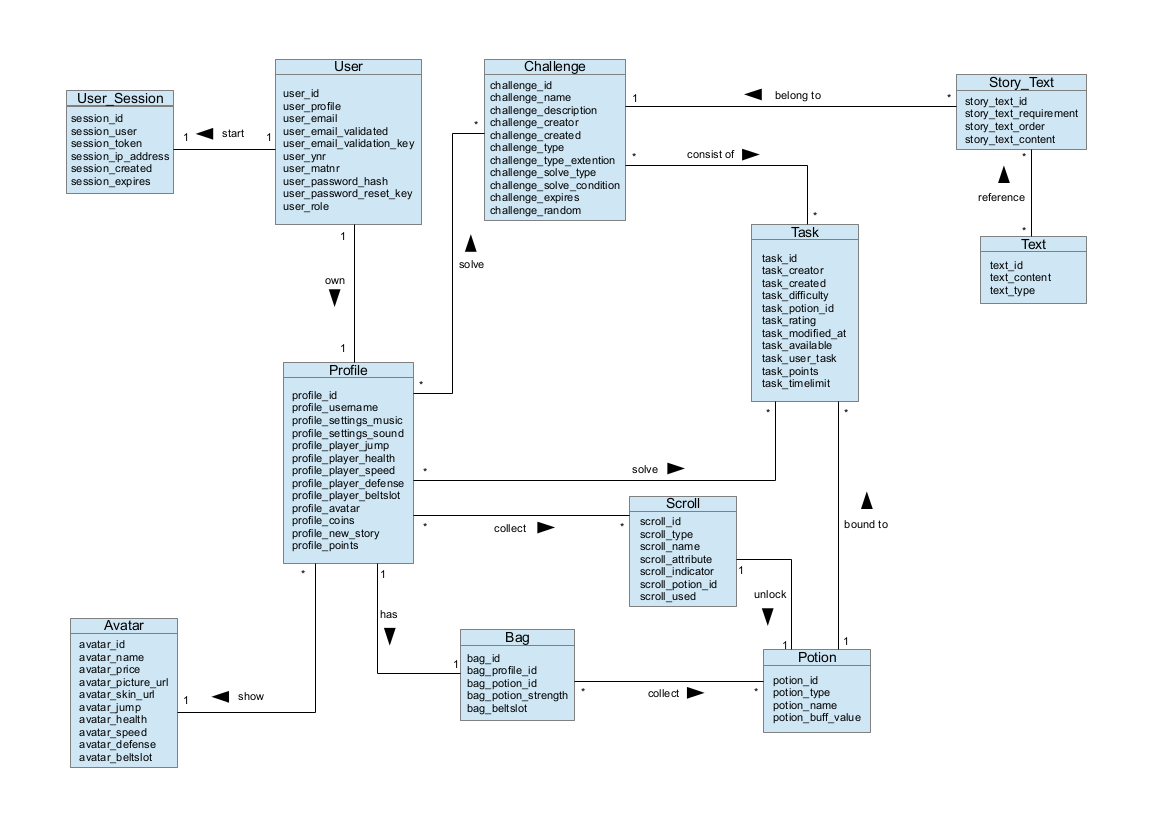 User
user_id
user_profile
user_email
user_email_validated
user_email_validation_key
user_ynr
user_matnr
user_password_hash
user_password_reset_key
user_role
Challenge
challenge_id
challenge_name
challenge_description
challenge_creator
challenge_created
challenge_type
challenge_type_extention
challenge_solve_type
challenge_solve_condition
challenge_expires
challenge_random
Story_Text
story_text_id
story_text_requirement
story_text_order
story_text_content
User_Session
session_id
session_user
session_token
session_ip_address
session_created
session_expires
1
start
1
*
1
belong to
*
*
consist of
*
*
reference
*
Text
text_id
text_content
text_type
Task
task_id
task_creator
task_created
task_difficulty
task_potion_id
task_rating
task_modified_at
task_available
task_user_task
task_points
task_timelimit
1
own
1
solve
*
Profile
profile_id
profile_username
profile_settings_music
profile_settings_sound
profile_player_jump
profile_player_health
profile_player_speed
profile_player_defense
profile_player_beltslot
profile_avatar
profile_coins
profile_new_story
profile_points
*
*
*
solve
*
collect
*
Scroll
scroll_id
scroll_type
scroll_name
scroll_attribute
scroll_indicator
scroll_potion_id
scroll_used
bound to
1
unlock
1
1
*
1
has
1
Avatar
avatar_id
avatar_name
avatar_price
avatar_picture_url
avatar_skin_url
avatar_jump
avatar_health
avatar_speed
avatar_defense
avatar_beltslot
1
show
Bag
bag_id
bag_profile_id
bag_potion_id
bag_potion_strength
bag_beltslot
*
collect
*
Potion
potion_id
potion_type
potion_name
potion_buff_value